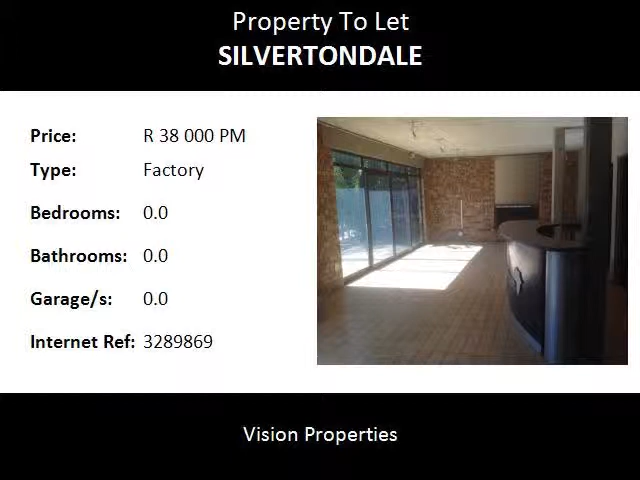 Property To Let
SILVERTONDALE
Price: R 38 000 PM
Type: Factory
Bedrooms: 0.0
Bathrooms: 0.0
Garage/s: 0.0
Internet Ref: 3289869
Vision Properties